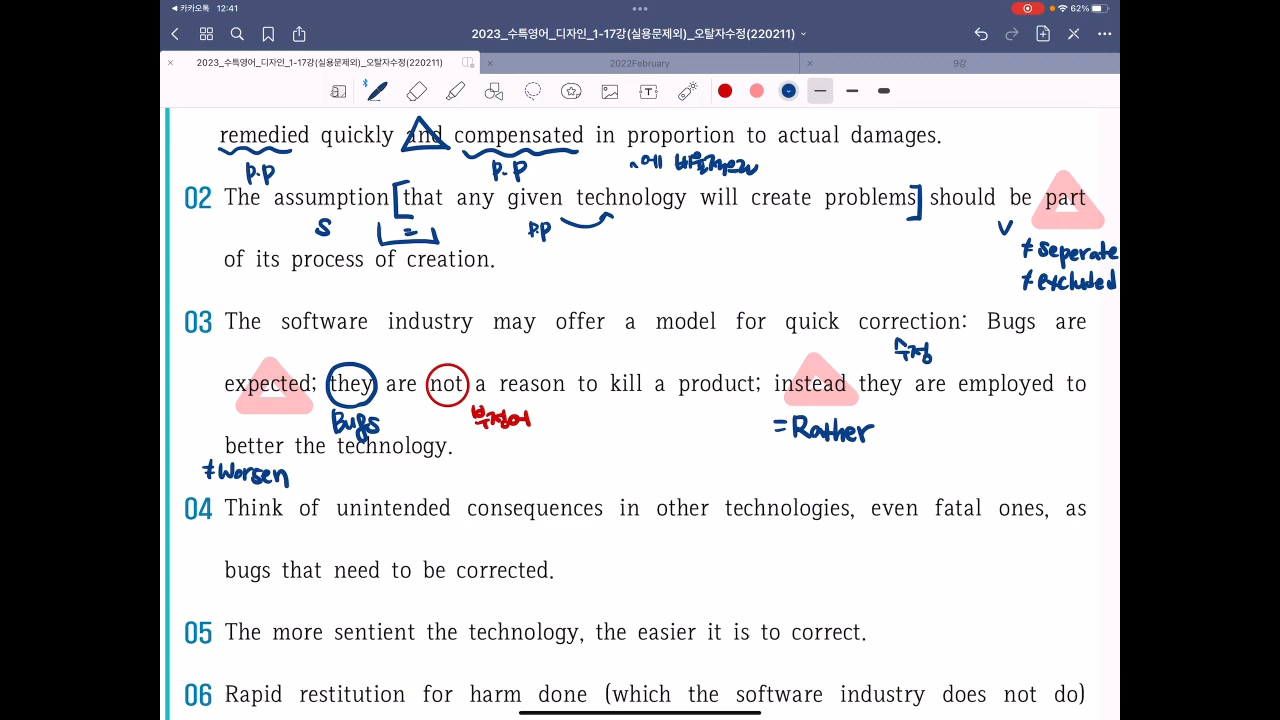 카카오톡 12:41 62%
2023_수특영어_디자인_1-17강(실용문제외)_오탈자수정(220211)
2023_수특영어_디자인_1-17강(실용문제외)_오탈자수정(220211) 2022February 9강
remedied quickly and compensated in proportion to actual damages.
p.p p.p ~에 비율적으로
02 The assumption [that any given technology will create problems] should be part
S = p.p V ≠ seperate
of its process of creation. ≠ excluded
03 The software industry may offer a model for quick correction: Bugs are
수정
expected; they are not a reason to kill a product; instead they are employed to
Bugs 부정어 = Rather
better the technology.
≠ Worsen
04 Think of unintended consequences in other technologies, even fatal ones, as
bugs that need to be corrected.
05 The more sentient the technology, the easier it is to correct.
06 Rapid restitution for harm done (which the software industry does not do)